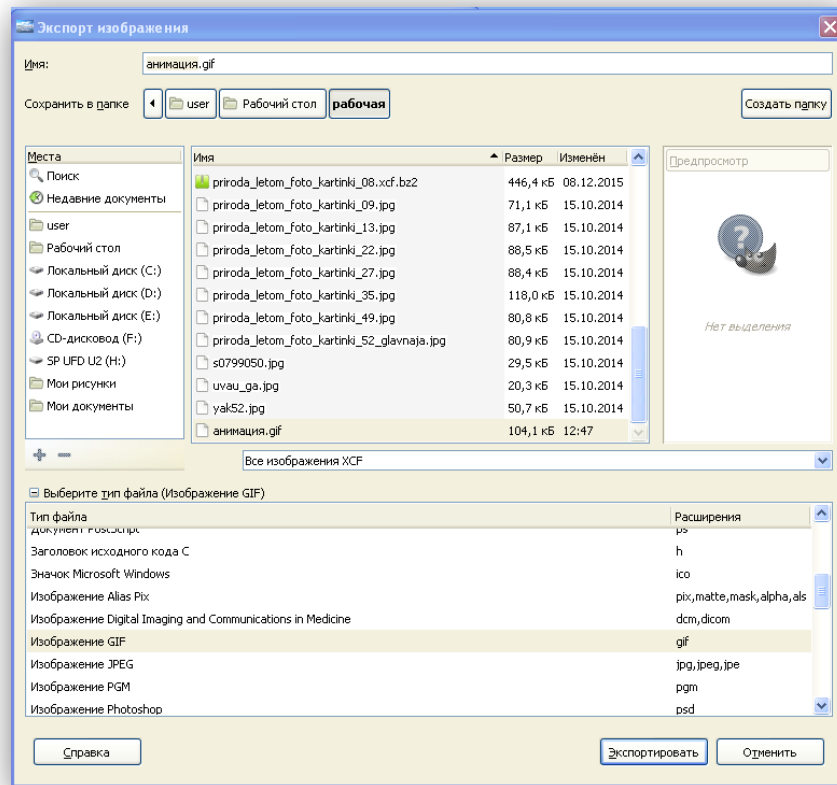 Экспорт изображения
Имя: анимация.gif
Сохранить в папке user Рабочий стол рабочая Создать папку
Места
Поиск
Недавние документы
user
Рабочий стол
Локальный диск (C:)
Локальный диск (D:)
Локальный диск (E:)
CD-дисковод (F:)
SP UFD U2 (H:)
Мои рисунки
Мои документы
Имя Размер Изменён
priroda_letom_foto_kartinki_08.xcf.bz2 446,4 кБ 08.12.2015
priroda_letom_foto_kartinki_09.jpg 71,1 кБ 15.10.2014
priroda_letom_foto_kartinki_13.jpg 87,1 кБ 15.10.2014
priroda_letom_foto_kartinki_22.jpg 88,5 кБ 15.10.2014
priroda_letom_foto_kartinki_27.jpg 88,4 кБ 15.10.2014
priroda_letom_foto_kartinki_35.jpg 118,0 кБ 15.10.2014
priroda_letom_foto_kartinki_49.jpg 80,8 кБ 15.10.2014
priroda_letom_foto_kartinki_52_glavnaja.jpg 80,9 кБ 15.10.2014
s0799050.jpg 29,5 кБ 15.10.2014
uvau_ga.jpg 20,3 кБ 15.10.2014
yak52.jpg 50,7 кБ 15.10.2014
анимация.gif 104,1 кБ 12:47
Предпросмотр
Нет выделения
Все изображения XCF
Выберите тип файла (Изображение GIF)
Тип файла Расширения
Документ PostScript ps
Заголовок исходного кода C h
Значок Microsoft Windows ico
Изображение Alias Pix pix,matte,mask,alpha,als
Изображение Digital Imaging and Communications in Medicine dcm,dicom
Изображение GIF gif
Изображение JPEG jpg,jpeg,jpe
Изображение PGM pgm
Изображение Photoshop psd
Справка Экспортировать Отменить